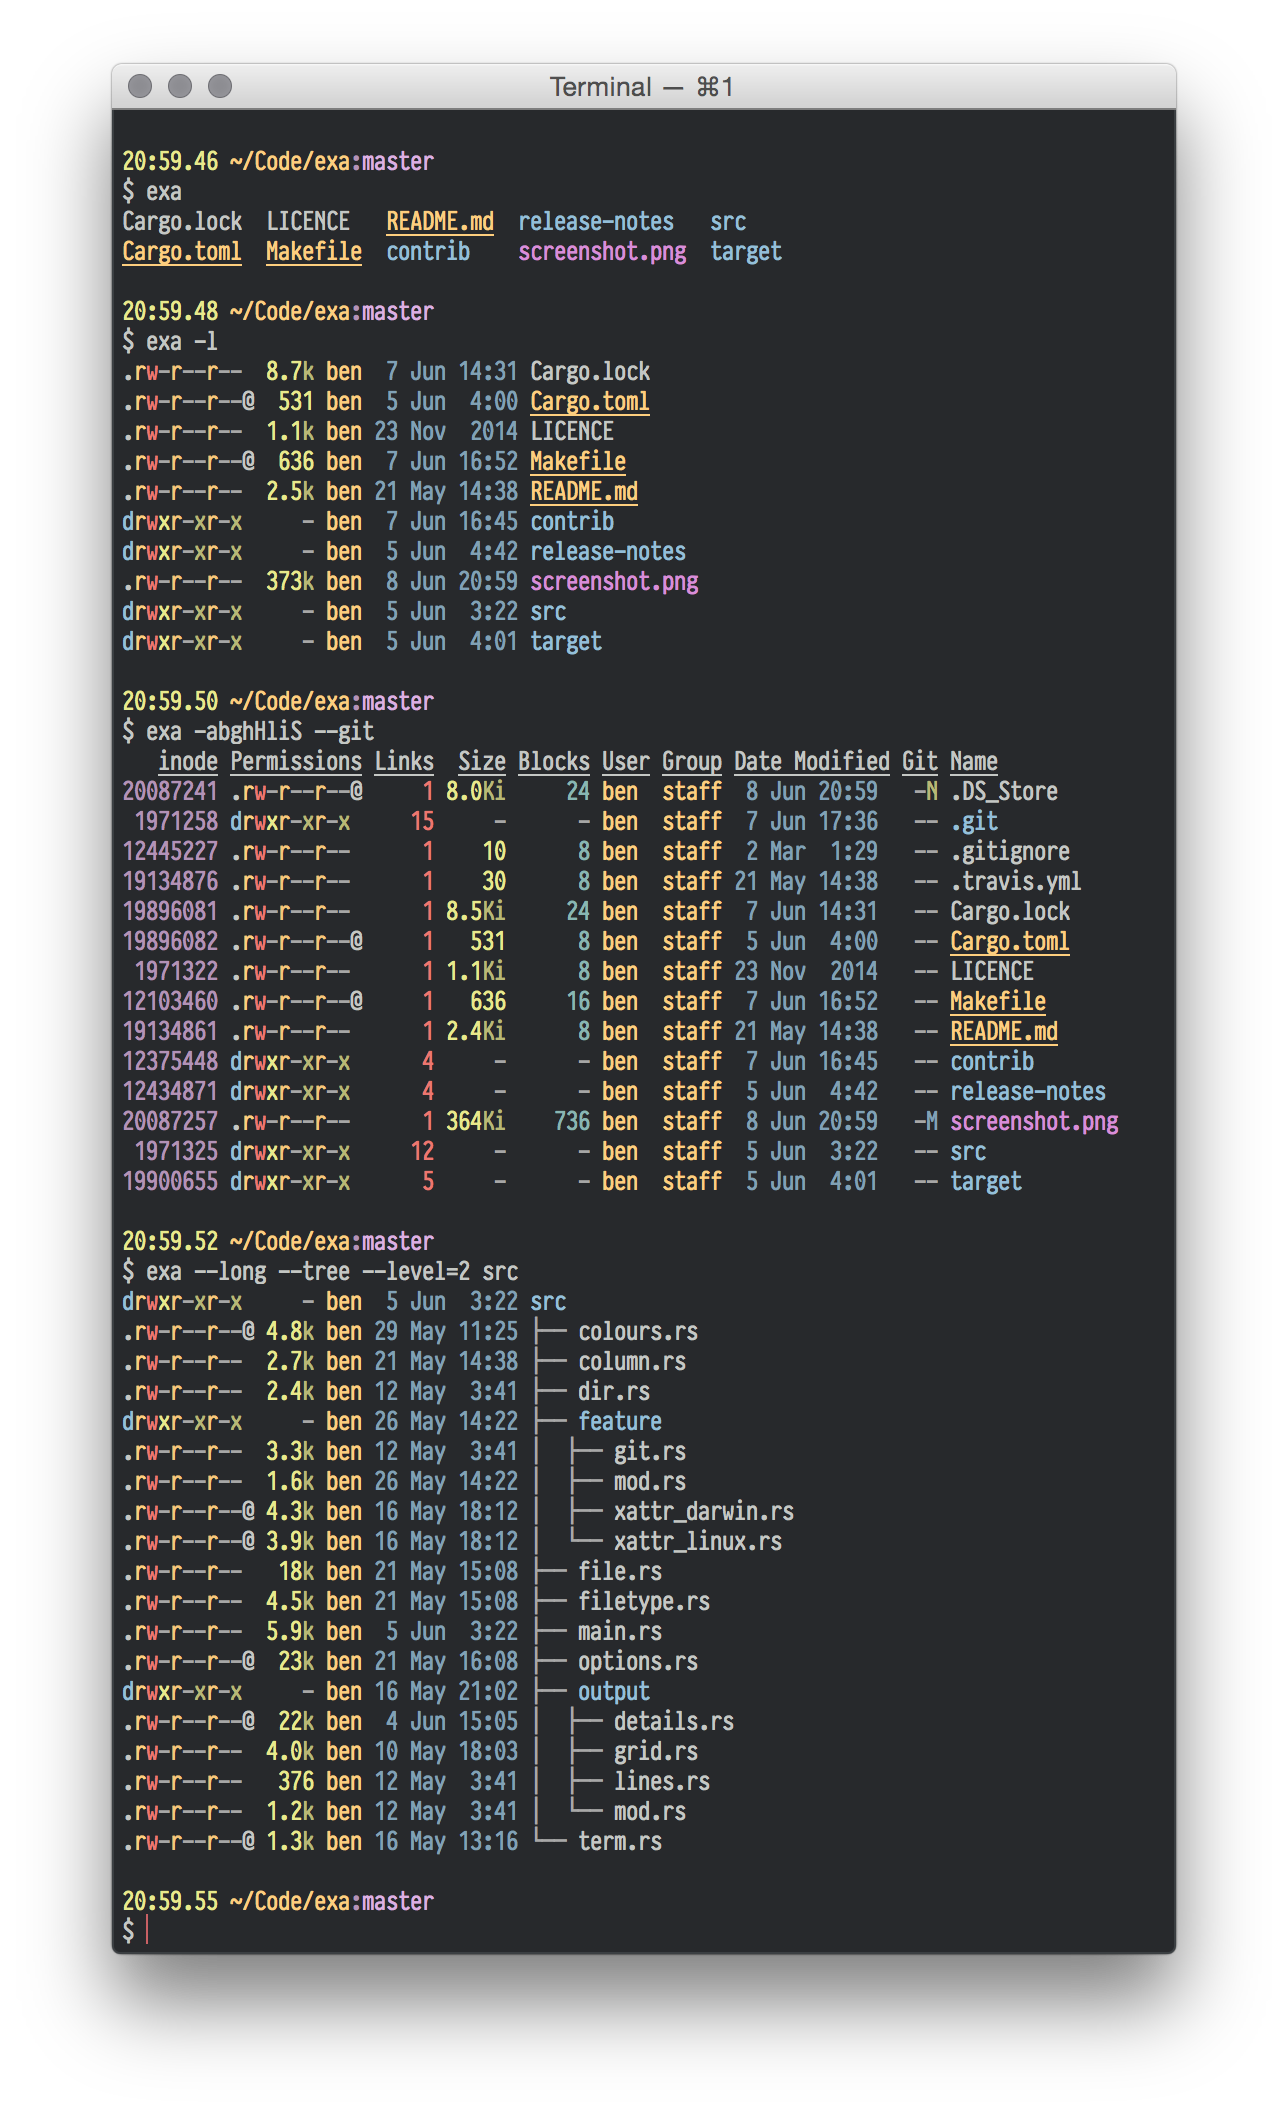 Terminal — ⌘1
20:59.46 ~/Code/exa:master
$ exa
Cargo.lock  LICENCE   README.md  release-notes   src
Cargo.toml  Makefile  contrib    screenshot.png  target
20:59.48 ~/Code/exa:master
$ exa -l
.rw-r--r--  8.7k ben  7 Jun 14:31 Cargo.lock
.rw-r--r--@  531 ben  5 Jun  4:00 Cargo.toml
.rw-r--r--  1.1k ben 23 Nov  2014 LICENCE
.rw-r--r--@  636 ben  7 Jun 16:52 Makefile
.rw-r--r--  2.5k ben 21 May 14:38 README.md
drwxr-xr-x     - ben  7 Jun 16:45 contrib
drwxr-xr-x     - ben  5 Jun  4:42 release-notes
.rw-r--r--  373k ben  8 Jun 20:59 screenshot.png
drwxr-xr-x     - ben  5 Jun  3:22 src
drwxr-xr-x     - ben  5 Jun  4:01 target
20:59.50 ~/Code/exa:master
$ exa -abghHliS --git
   inode Permissions Links  Size Blocks User Group Date Modified Git Name
20087241 .rw-r--r--@     1 8.0Ki     24 ben  staff  8 Jun 20:59   -N .DS_Store
 1971258 drwxr-xr-x     15     -      - ben  staff  7 Jun 17:36   -- .git
12445227 .rw-r--r--      1    10      8 ben  staff  2 Mar  1:29   -- .gitignore
19134876 .rw-r--r--      1    30      8 ben  staff 21 May 14:38   -- .travis.yml
19896081 .rw-r--r--      1 8.5Ki     24 ben  staff  7 Jun 14:31   -- Cargo.lock
19896082 .rw-r--r--@     1   531      8 ben  staff  5 Jun  4:00   -- Cargo.toml
 1971322 .rw-r--r--      1 1.1Ki      8 ben  staff 23 Nov  2014   -- LICENCE
12103460 .rw-r--r--@     1   636     16 ben  staff  7 Jun 16:52   -- Makefile
19134861 .rw-r--r--      1 2.4Ki      8 ben  staff 21 May 14:38   -- README.md
12375448 drwxr-xr-x      4     -      - ben  staff  7 Jun 16:45   -- contrib
12434871 drwxr-xr-x      4     -      - ben  staff  5 Jun  4:42   -- release-notes
20087257 .rw-r--r--      1 364Ki    736 ben  staff  8 Jun 20:59   -M screenshot.png
 1971325 drwxr-xr-x     12     -      - ben  staff  5 Jun  3:22   -- src
19900655 drwxr-xr-x      5     -      - ben  staff  5 Jun  4:01   -- target
20:59.52 ~/Code/exa:master
$ exa --long --tree --level=2 src
drwxr-xr-x     - ben  5 Jun  3:22 src
.rw-r--r--@ 4.8k ben 29 May 11:25 ├── colours.rs
.rw-r--r--  2.7k ben 21 May 14:38 ├── column.rs
.rw-r--r--  2.4k ben 12 May  3:41 ├── dir.rs
drwxr-xr-x     - ben 26 May 14:22 ├── feature
.rw-r--r--  3.3k ben 12 May  3:41 │  ├── git.rs
.rw-r--r--  1.6k ben 26 May 14:22 │  ├── mod.rs
.rw-r--r--@ 4.3k ben 16 May 18:12 │  ├── xattr_darwin.rs
.rw-r--r--@ 3.9k ben 16 May 18:12 │  └── xattr_linux.rs
.rw-r--r--   18k ben 21 May 15:08 ├── file.rs
.rw-r--r--  4.5k ben 21 May 15:08 ├── filetype.rs
.rw-r--r--  5.9k ben  5 Jun  3:22 ├── main.rs
.rw-r--r--@  23k ben 21 May 16:08 ├── options.rs
drwxr-xr-x     - ben 16 May 21:02 ├── output
.rw-r--r--@  22k ben  4 Jun 15:05 │  ├── details.rs
.rw-r--r--  4.0k ben 10 May 18:03 │  ├── grid.rs
.rw-r--r--   376 ben 12 May  3:41 │  ├── lines.rs
.rw-r--r--  1.2k ben 12 May  3:41 │  └── mod.rs
.rw-r--r--@ 1.3k ben 16 May 13:16 └── term.rs
20:59.55 ~/Code/exa:master
$